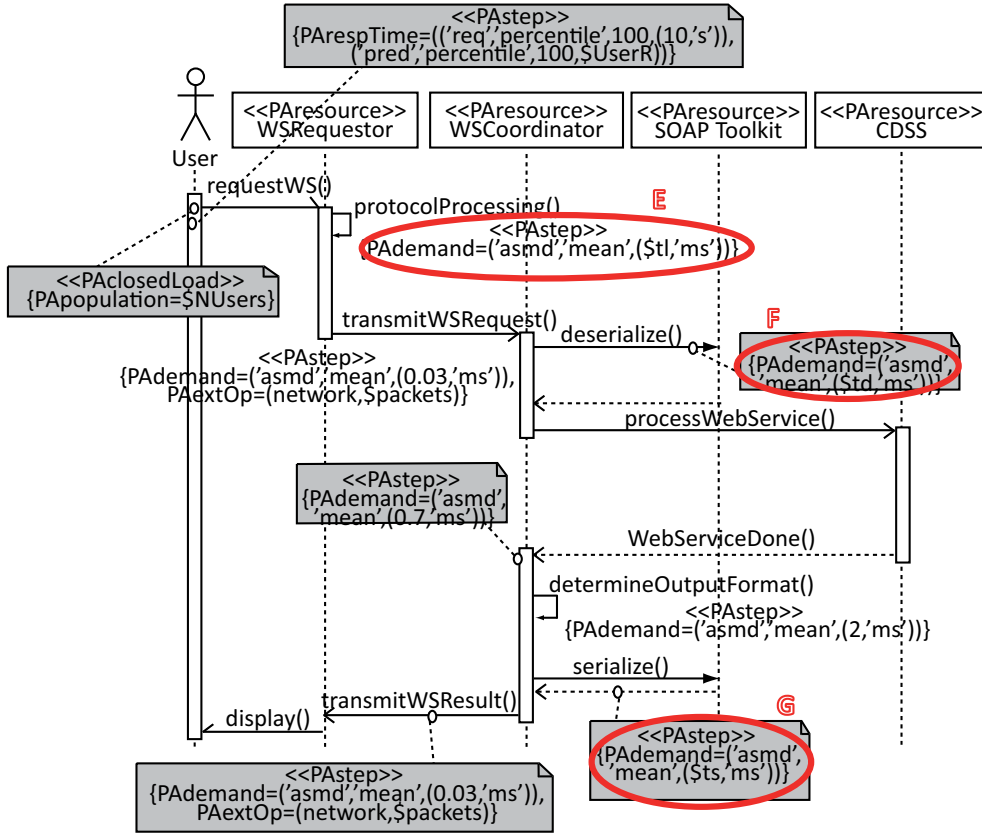 <<PAstep>>
{PArespTime=(('req','percentile',100,(10,'s')),
('pred','percentile',100,$UserR))}
User
<<PAresource>>
WSRequestor
<<PAresource>>
WSCoordinator
<<PAresource>>
SOAP Toolkit
<<PAresource>>
CDSS
requestWS()
protocolProcessing()
E
<<PAstep>>
{PAdemand=('asmd','mean',($tl,'ms'))}
<<PAclosedLoad>>
{PApopulation=$NUsers}
transmitWSRequest()
deserialize()
F
<<PAstep>>
{PAdemand=('asmd',
'mean',($td,'ms'))}
<<PAstep>>
{PAdemand=('asmd','mean',(0.03,'ms')),
PAextOp=(network,$packets)}
processWebService()
<<PAstep>>
{PAdemand=('asmd',
'mean',(0.7,'ms'))}
WebServiceDone()
determineOutputFormat()
<<PAstep>>
{PAdemand=('asmd','mean',(2,'ms'))}
serialize()
transmitWSResult()
display()
G
<<PAstep>>
{PAdemand=('asmd',
'mean',($ts,'ms'))}
<<PAstep>>
{PAdemand=('asmd','mean',(0.03,'ms')),
PAextOp=(network,$packets)}